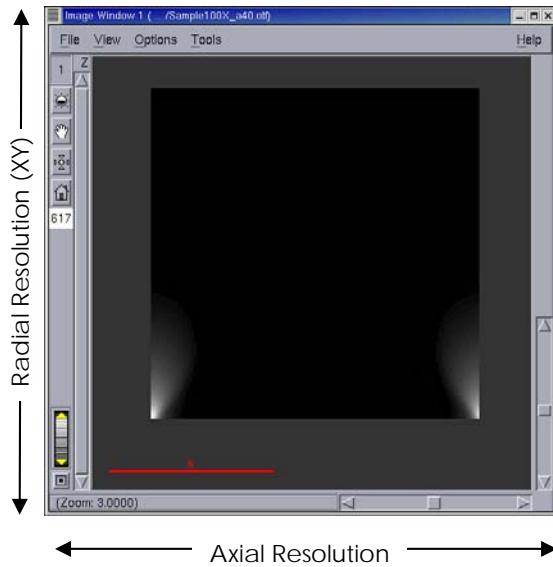 Image Window 1 ( ... /Sample100X_a40.otf)
File View Options Tools Help
1 Z
617
(Zoom: 3.0000)
Radial Resolution (XY)
Axial Resolution